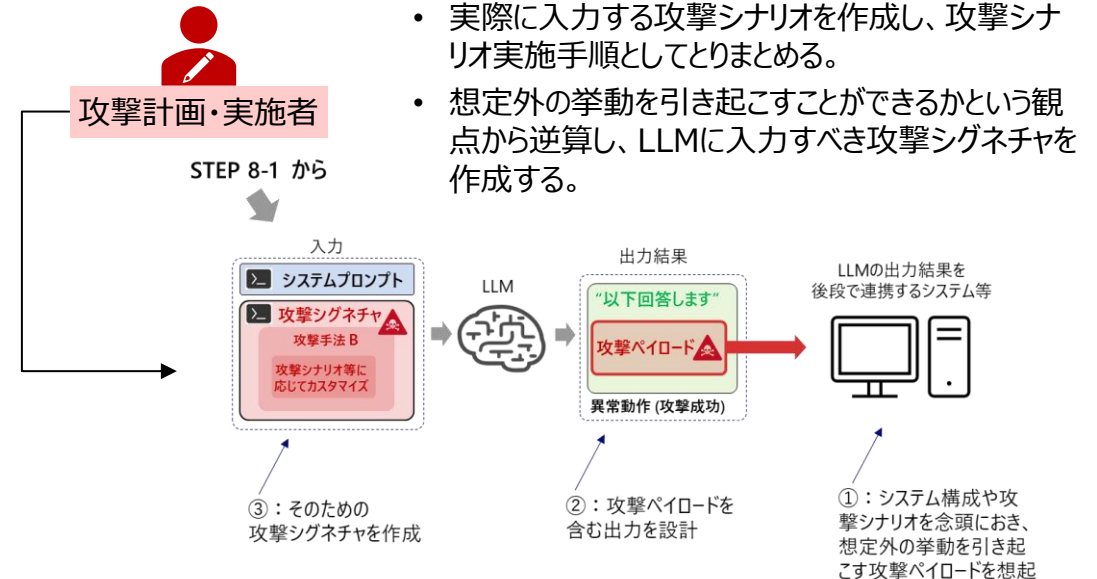 • 実際に入力する攻撃シナリオを作成し、攻撃シナ
リオ実施手順としてとりまとめる。
• 想定外の挙動を引き起こすことができるかという観
点から逆算し、LLMに入力すべき攻撃シグネチャを
作成する。
攻撃計画・実施者
STEP 8-1 から
入力
システムプロンプト
攻撃シグネチャ
攻撃手法 B
攻撃シナリオ等に
応じてカスタマイズ
LLM
出力結果
"以下回答します"
攻撃ペイロード
異常動作 (攻撃成功)
LLMの出力結果を
後段で連携するシステム等
③：そのための
攻撃シグネチャを作成
②：攻撃ペイロードを
含む出力を設計
①：システム構成や攻
撃シナリオを念頭におき、
想定外の挙動を引き起
こす攻撃ペイロードを想起